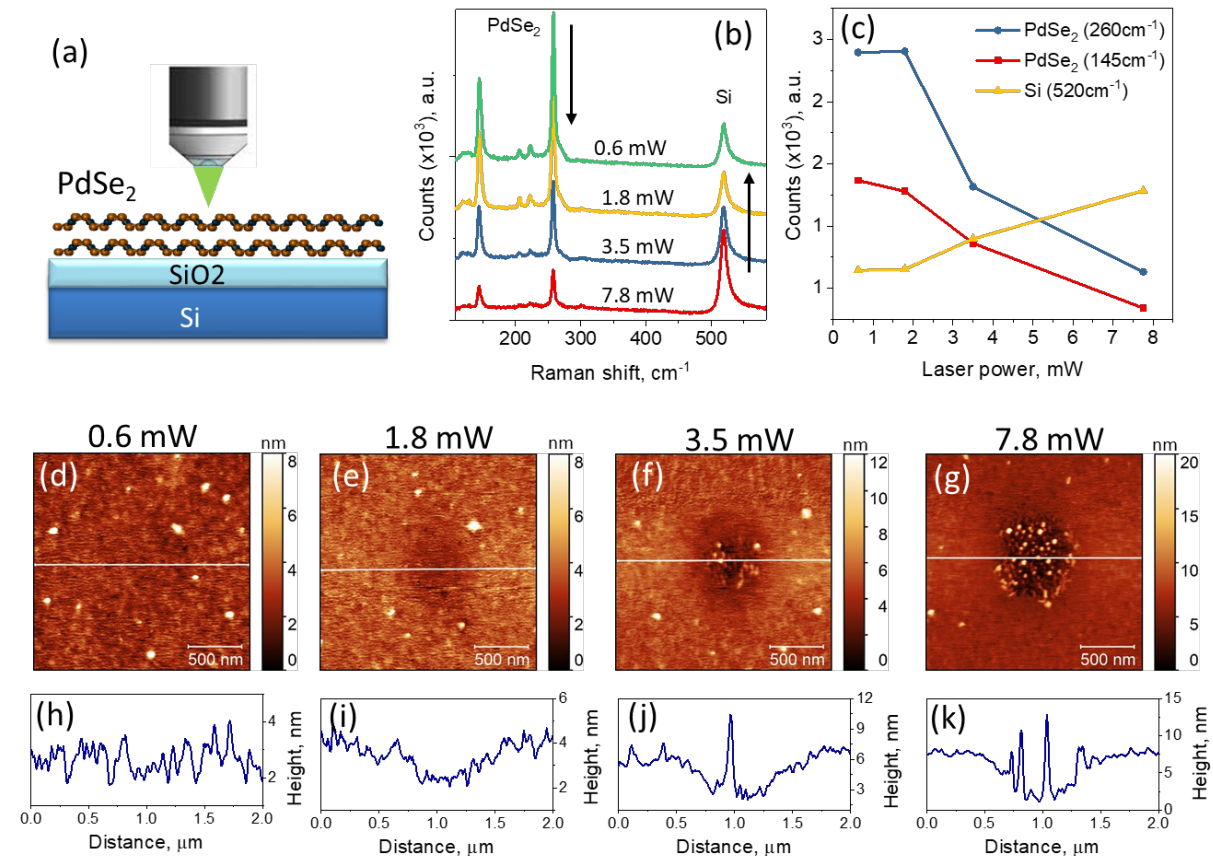 (a)
PdSe2
SiO2
Si
(b)
PdSe2
Si
0.6 mW
1.8 mW
3.5 mW
7.8 mW
Counts (x10³), a.u.
200 300 400 500
Raman shift, cm⁻¹
(c)
PdSe2 (260cm⁻¹)
PdSe2 (145cm⁻¹)
Si (520cm⁻¹)
Counts (x10³), a.u.
3
2
2
1
1
0 1 2 3 4 5 6 7 8
Laser power, mW
0.6 mW
(d)
500 nm
nm
8
6
4
2
0
1.8 mW
(e)
500 nm
nm
8
6
4
2
0
3.5 mW
(f)
500 nm
nm
12
10
8
6
4
2
0
7.8 mW
(g)
500 nm
nm
20
15
10
5
0
(h)
4
2
Height, nm
0.0 0.5 1.0 1.5 2.0
Distance, μm
(i)
6
4
2
Height, nm
0.0 0.5 1.0 1.5 2.0
Distance, μm
(j)
12
9
6
3
Height, nm
0.0 0.5 1.0 1.5 2.0
Distance, μm
(k)
15
10
5
0
Height, nm
0.0 0.5 1.0 1.5 2.0
Distance, μm